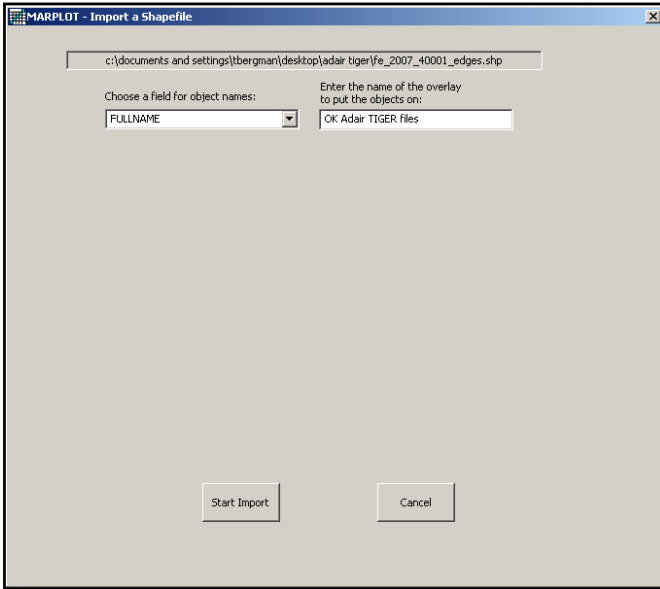 MARPLOT - Import a Shapefile
c:\documents and settings\tbergman\desktop\adair tiger\fe_2007_40001_edges.shp
Choose a field for object names:
FULLNAME
Enter the name of the overlay
to put the objects on:
OK Adair TIGER files
Start Import
Cancel